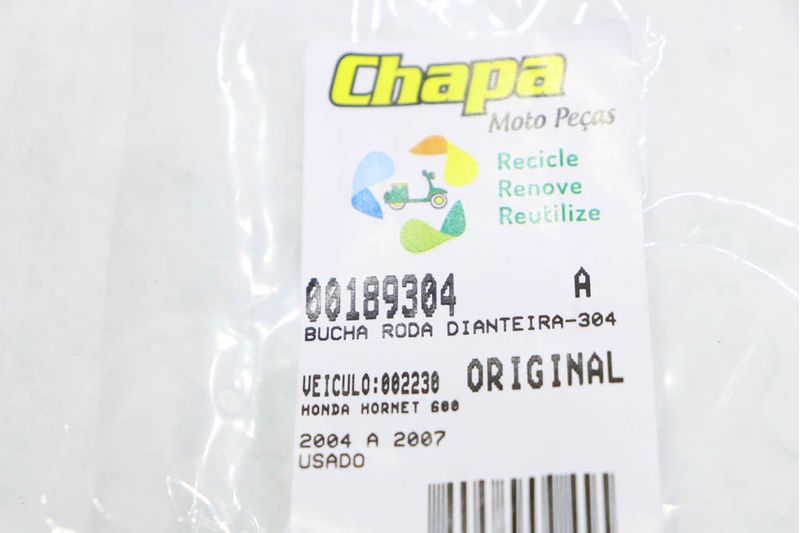 Chapa
Moto Peças
Recicle
Renove
Reutilize
00189304 A
BUCHA RODA DIANTEIRA-304
VEICULO:002230 ORIGINAL
HONDA HORNET 600
2004 A 2007
USADO